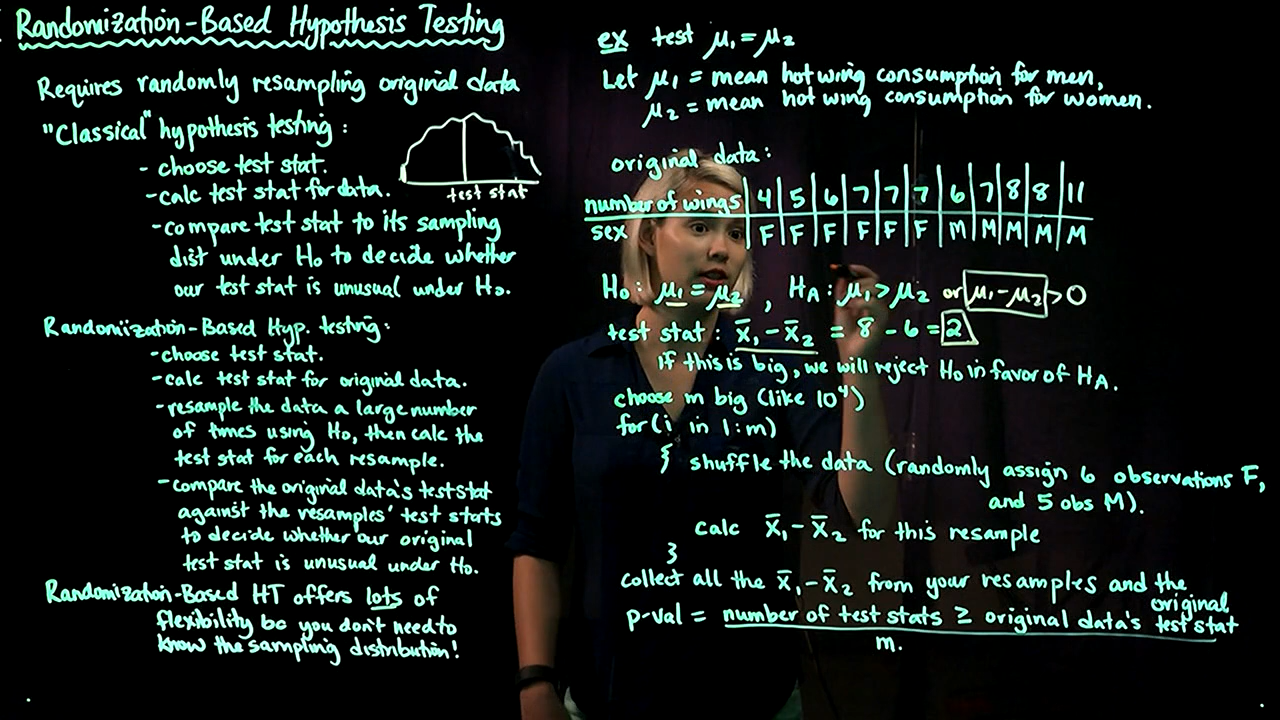 Randomization-Based Hypothesis Testing
Requires randomly resampling original data
"Classical" hypothesis testing:
- choose test stat.
- calc test stat for data.
test stat
- compare test stat to its sampling
dist under Ho to decide whether
our test stat is unusual under Ho.
Randomization-Based Hyp. testing:
- choose test stat.
- calc test stat for original data.
- resample the data a large number
of times using Ho, then calc the
test stat for each resample.
- compare the original data's test stat
against the resamples' test starts
to decide whether our original
test stat is unusual under Ho.
Randomization-Based HT offers lots of
flexibility bc you don't need to
know the sampling distribution!
ex test μ₁ = μ₂
Let μ₁ = mean hot wing consumption for men,
μ₂ = mean hot wing consumption for women.
original data:
number of wings | 4 | 5 | 6 | 7 | 7 | 7 | 6 | 7 | 8 | 8 | 11
sex | F | F | F | F | F | F | M | M | M | M | M
Ho: μ₁ = μ₂, HA: μ₁ > μ₂ or μ₁ - μ₂ > 0
test stat: x̄₁ - x̄₂ = 8 - 6 = 2
If this is big, we will reject Ho in favor of HA.
choose m big (like 10⁴)
for (i in 1:m)
{ shuffle the data (randomly assign 6 observations F,
and 5 obs M).
calc x̄₁ - x̄₂ for this resample
}
collect all the x̄₁ - x̄₂ from your resamples and the
original
p-val = number of test stats ≥ original data's test stat
m.